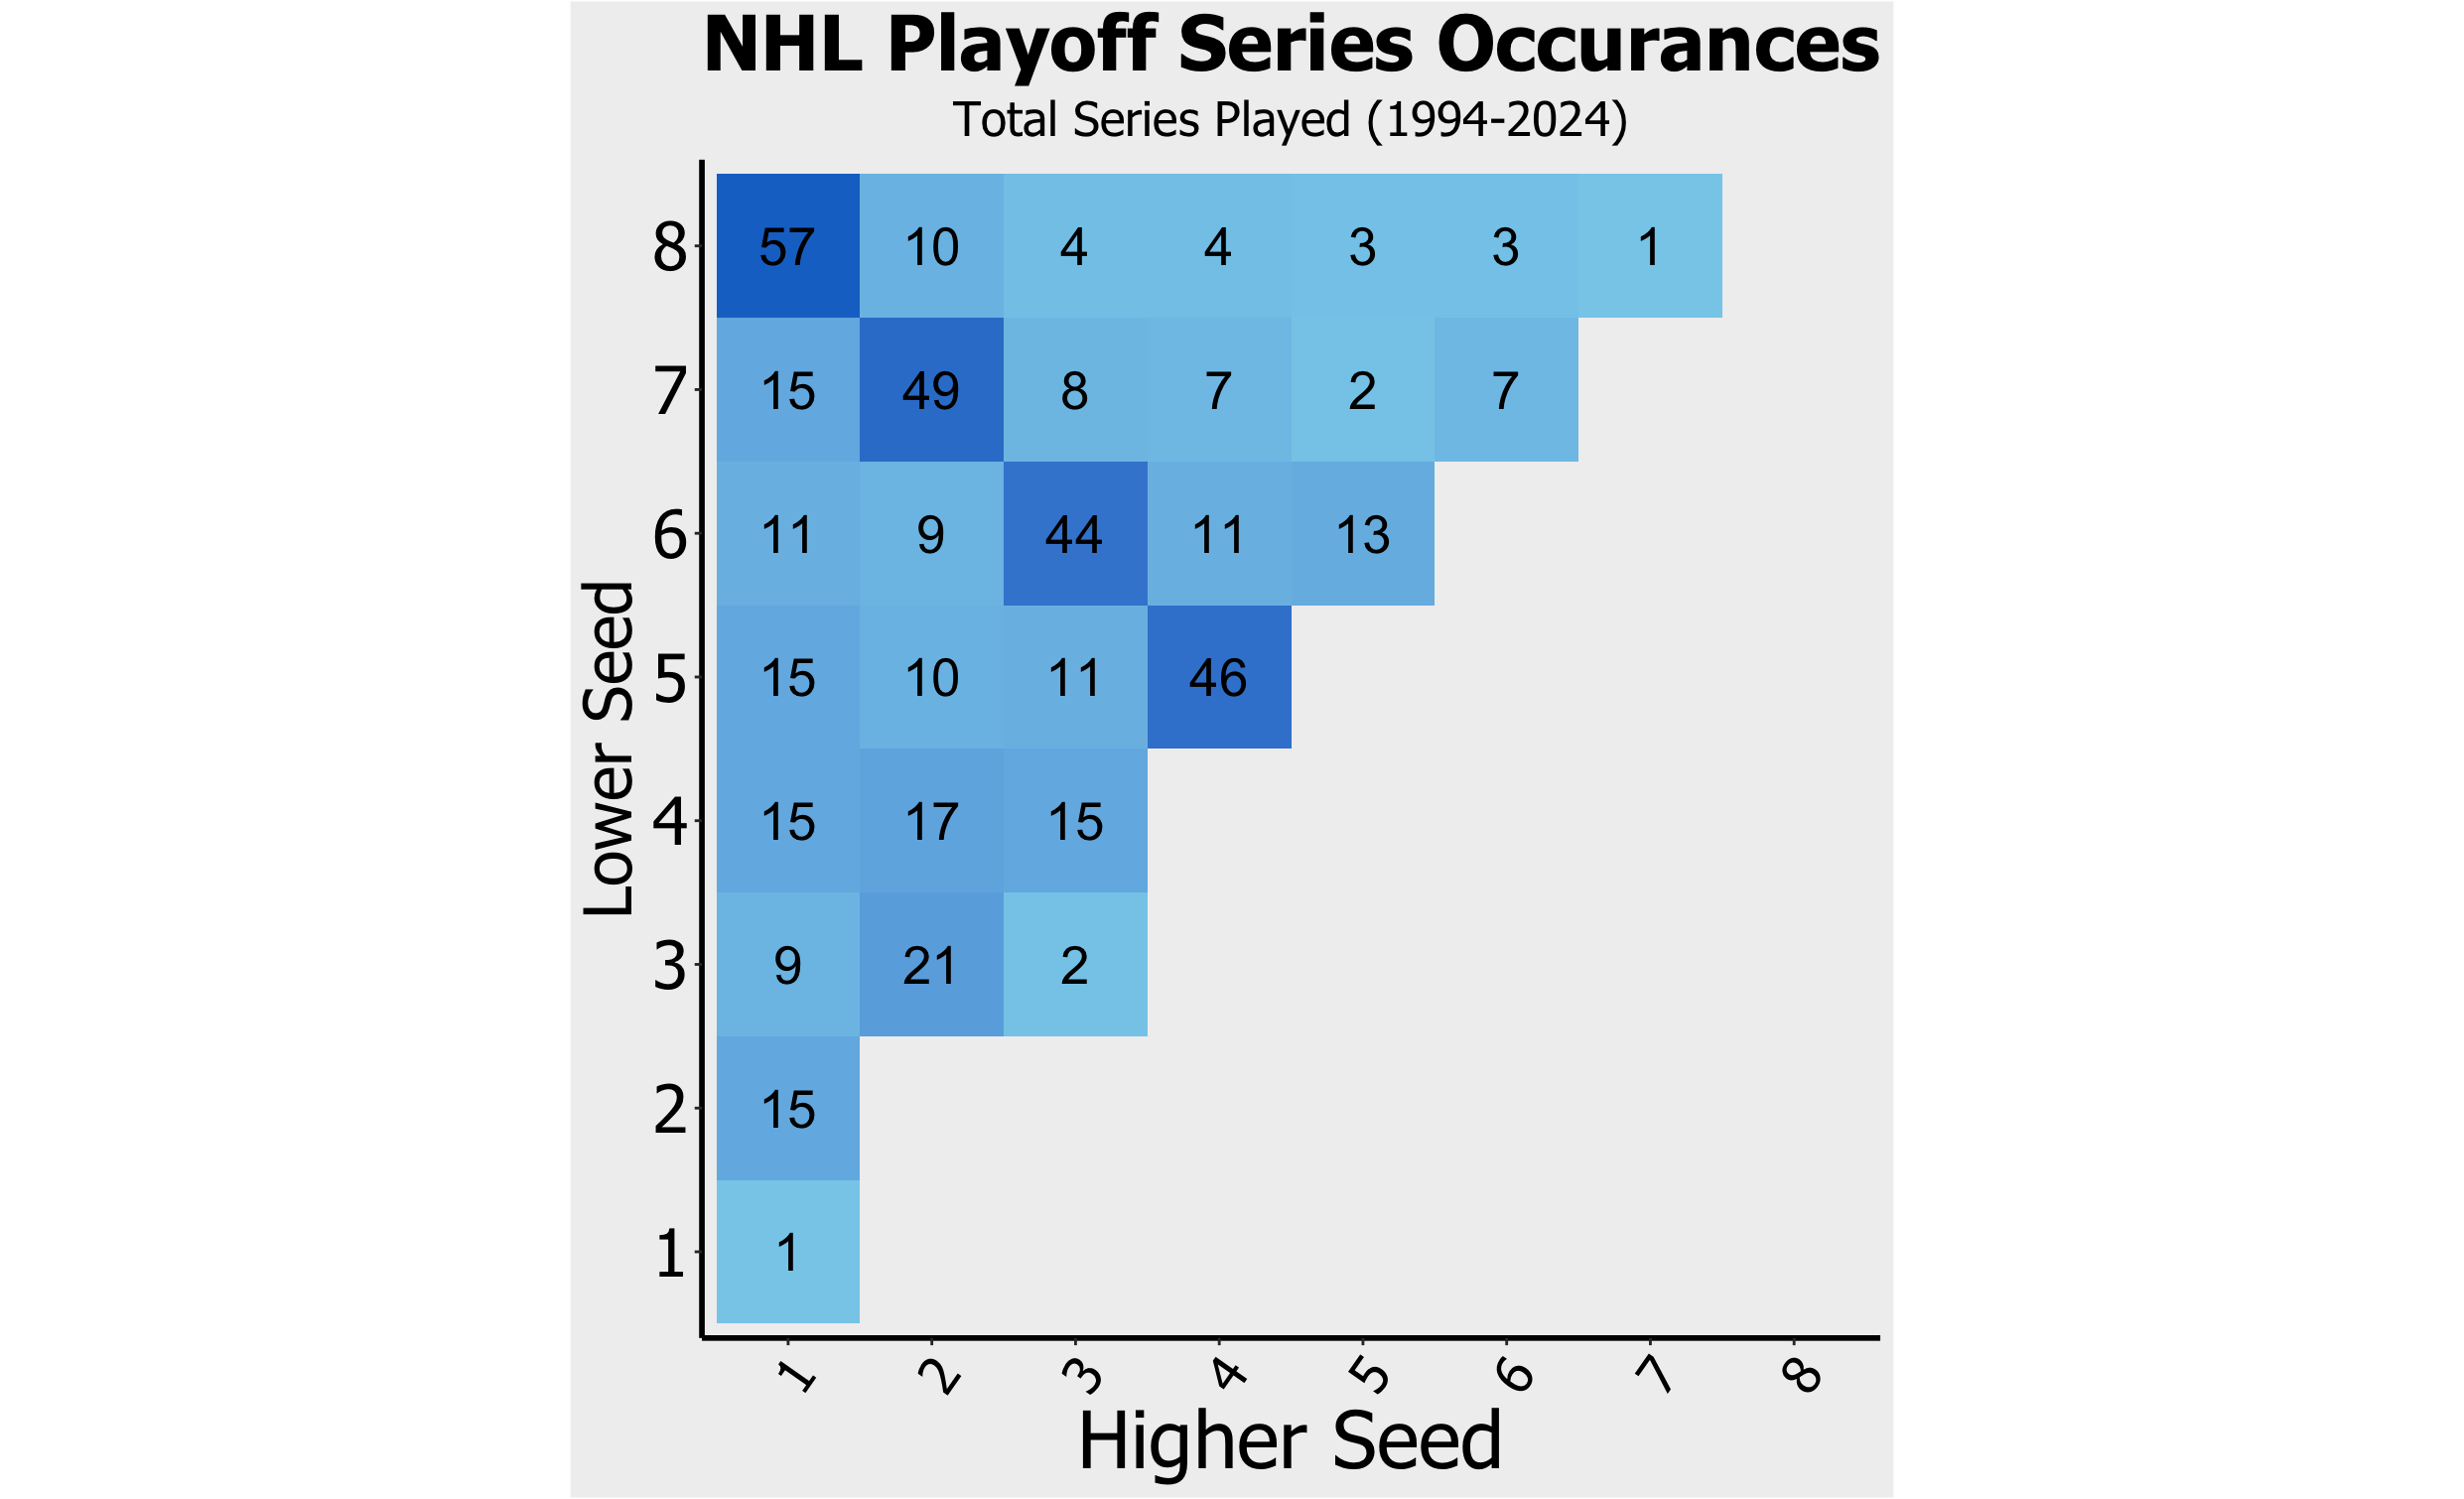 NHL Playoff Series Occurances
Total Series Played (1994-2024)
Lower Seed
8 57 10 4 4 3 3 1
7 15 49 8 7 2 7
6 11 9 44 11 13
5 15 10 11 46
4 15 17 15
3 9 21 2
2 15
1 1
1 2 3 4 5 6 7 8
Higher Seed